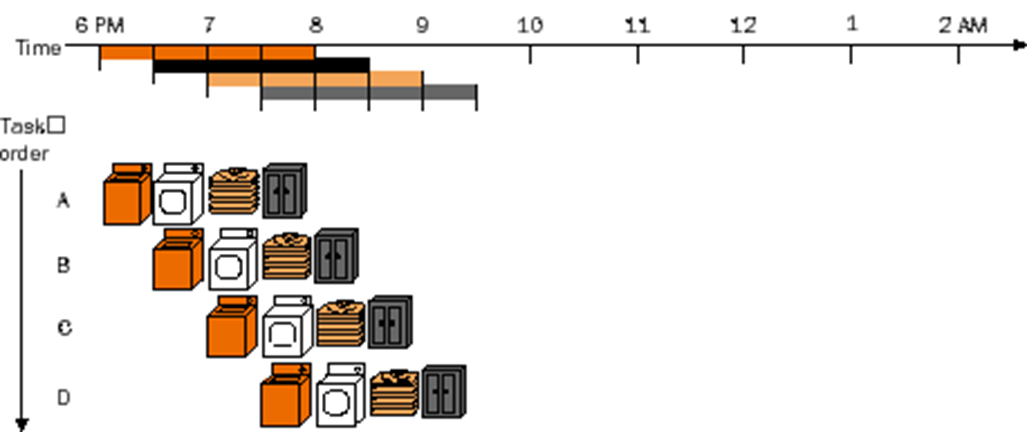 6 PM 7 8 9 10 11 12 1 2 AM
Time
Task□
order
A
B
C
D